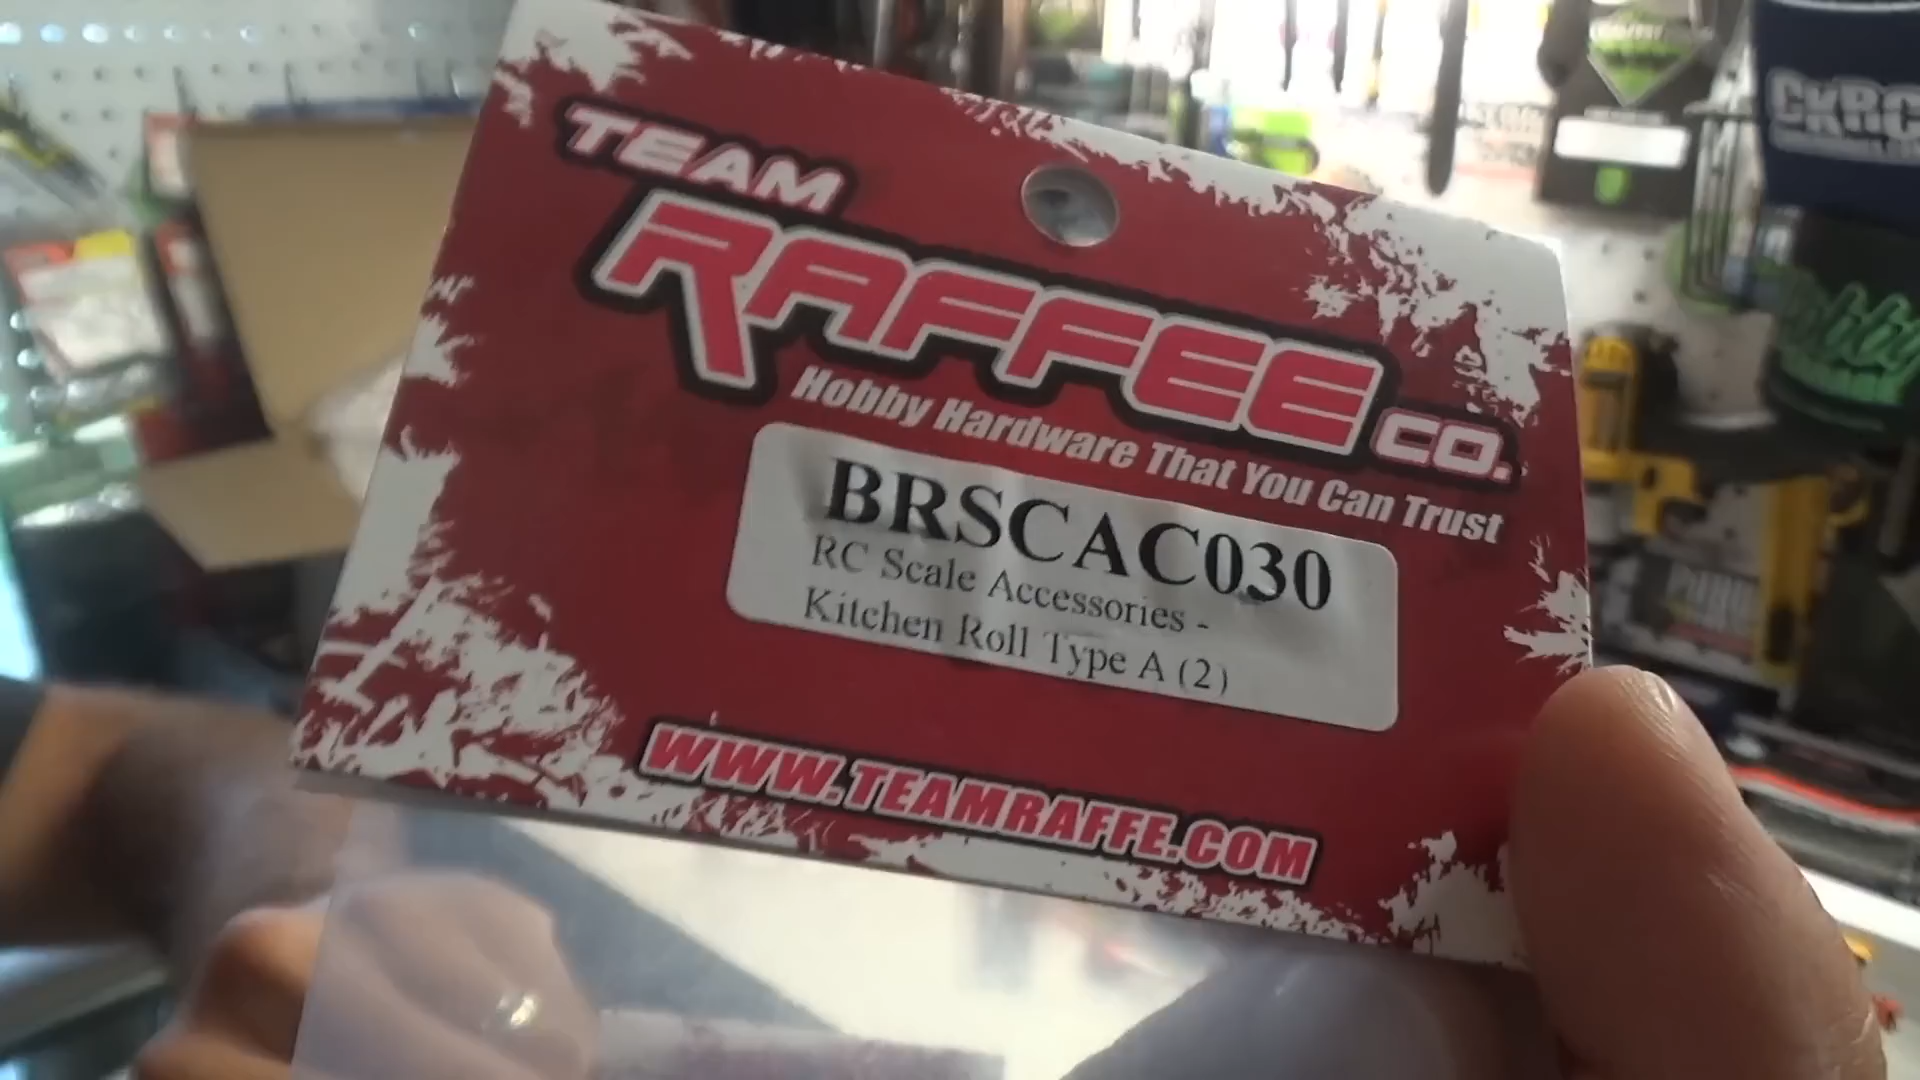 TEAM
RAFFEE CO.
Hobby Hardware That You Can Trust
BRSCAC030
RC Scale Accessories -
Kitchen Roll Type A (2)
WWW.TEAMRAFFE.COM
CKRC